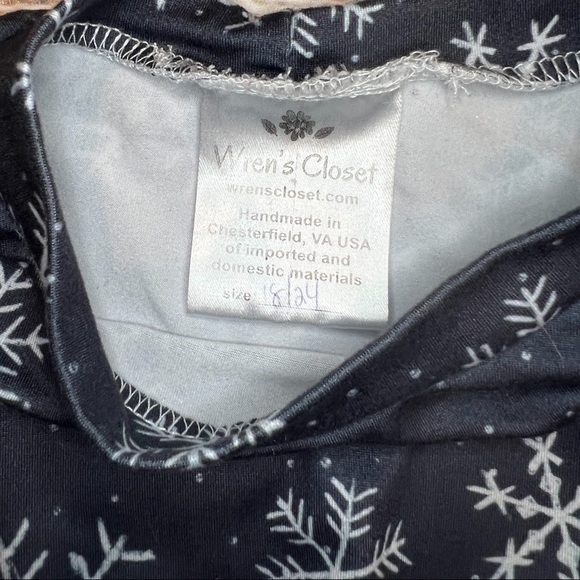 Wren's Closet
wrenscloset.com
Handmade in
Chesterfield, VA USA
of imported and
domestic materials
size 18/24